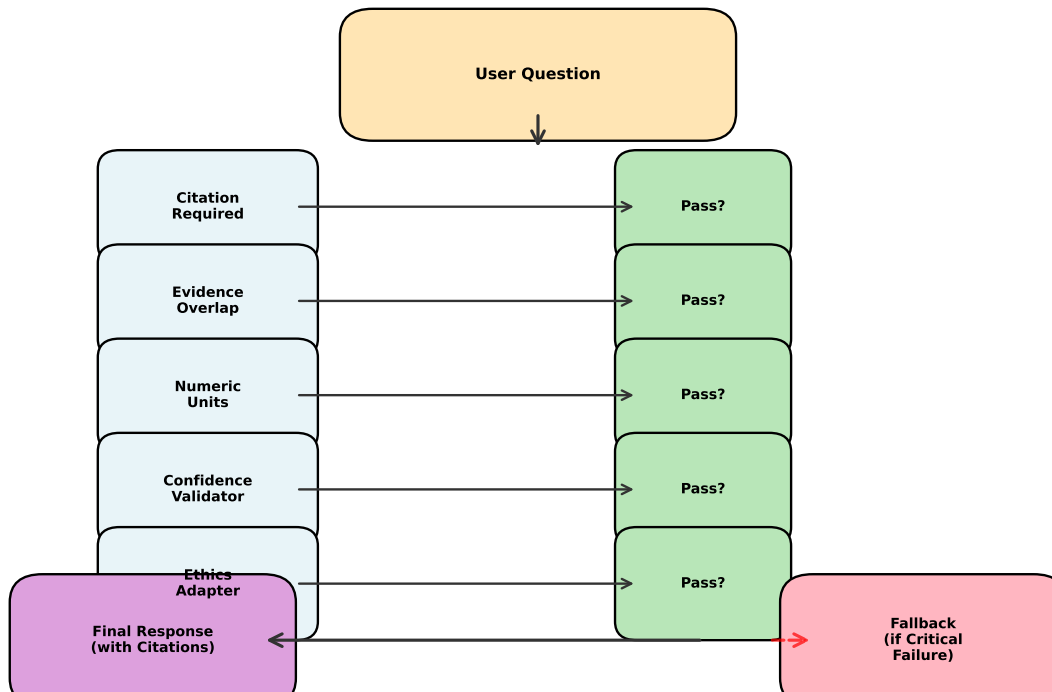 User Question
Citation
Required
Pass?
Evidence
Overlap
Pass?
Numeric
Units
Pass?
Confidence
Validator
Pass?
Ethics
Adapter
Pass?
Final Response
(with Citations)
Fallback
(if Critical
Failure)